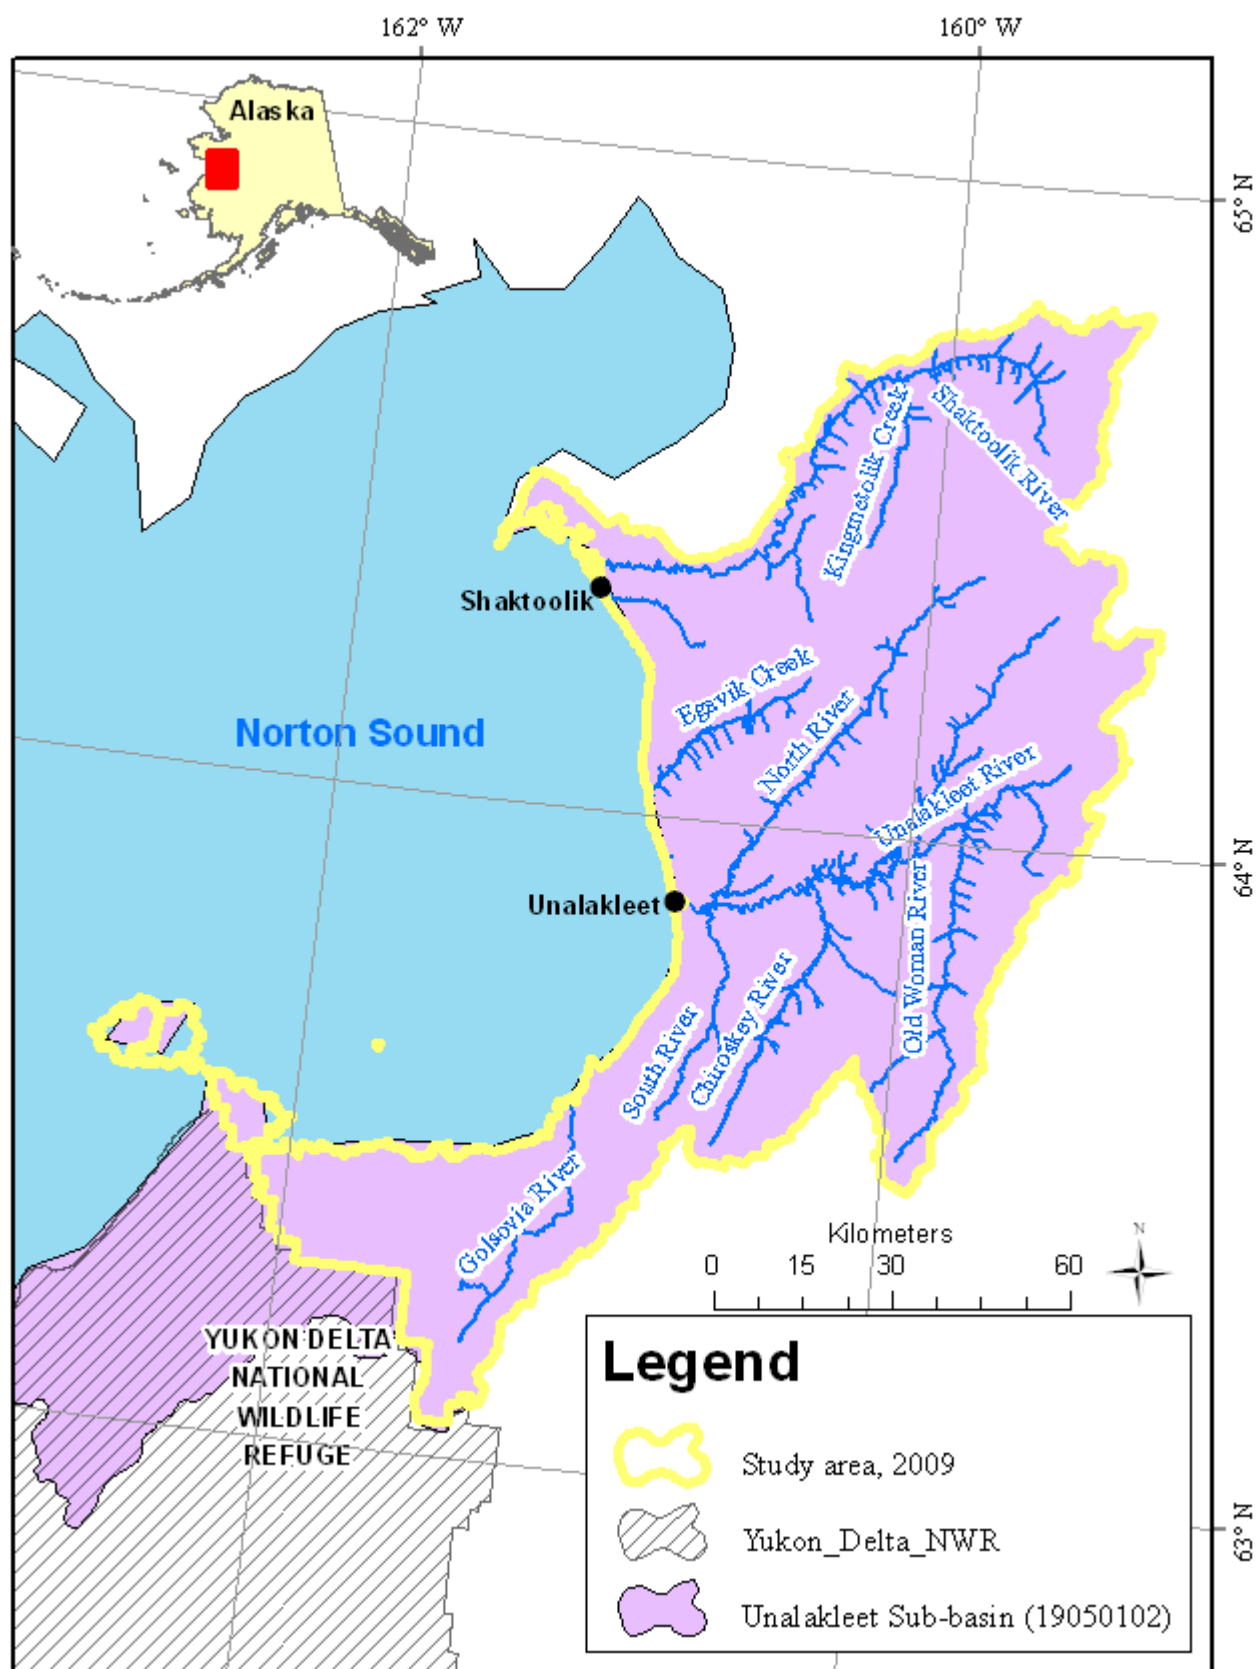 162° W
160° W
Alaska
65° N
Kingmetolik Creek
Shaktoolik River
Shaktoolik
Egavik Creek
Norton Sound
North River
Unalakleet River
64° N
Unalakleet
Old Woman River
South River
Chiroskey River
Golsovia River
Kilometers
N
0 15 30 60
YUKON DELTA
NATIONAL
WILDLIFE
REFUGE
Legend
Study area, 2009
63° N
Yukon_Delta_NWR
Unalakleet Sub-basin (19050102)